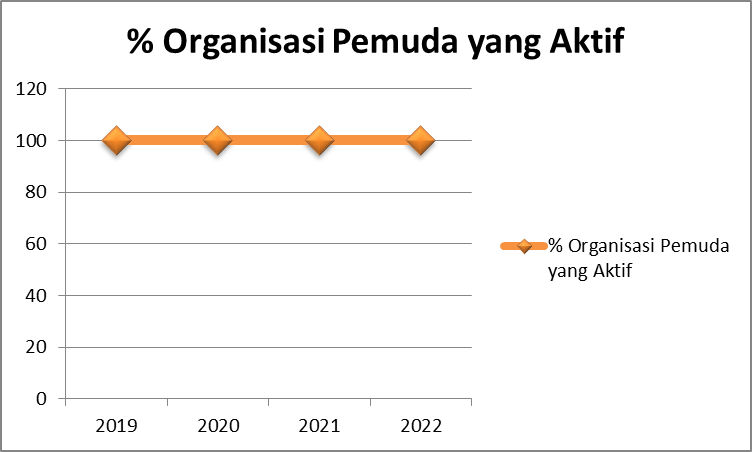 % Organisasi Pemuda yang Aktif
120
100
80
60
40
20
0
2019 2020 2021 2022
% Organisasi Pemuda
yang Aktif